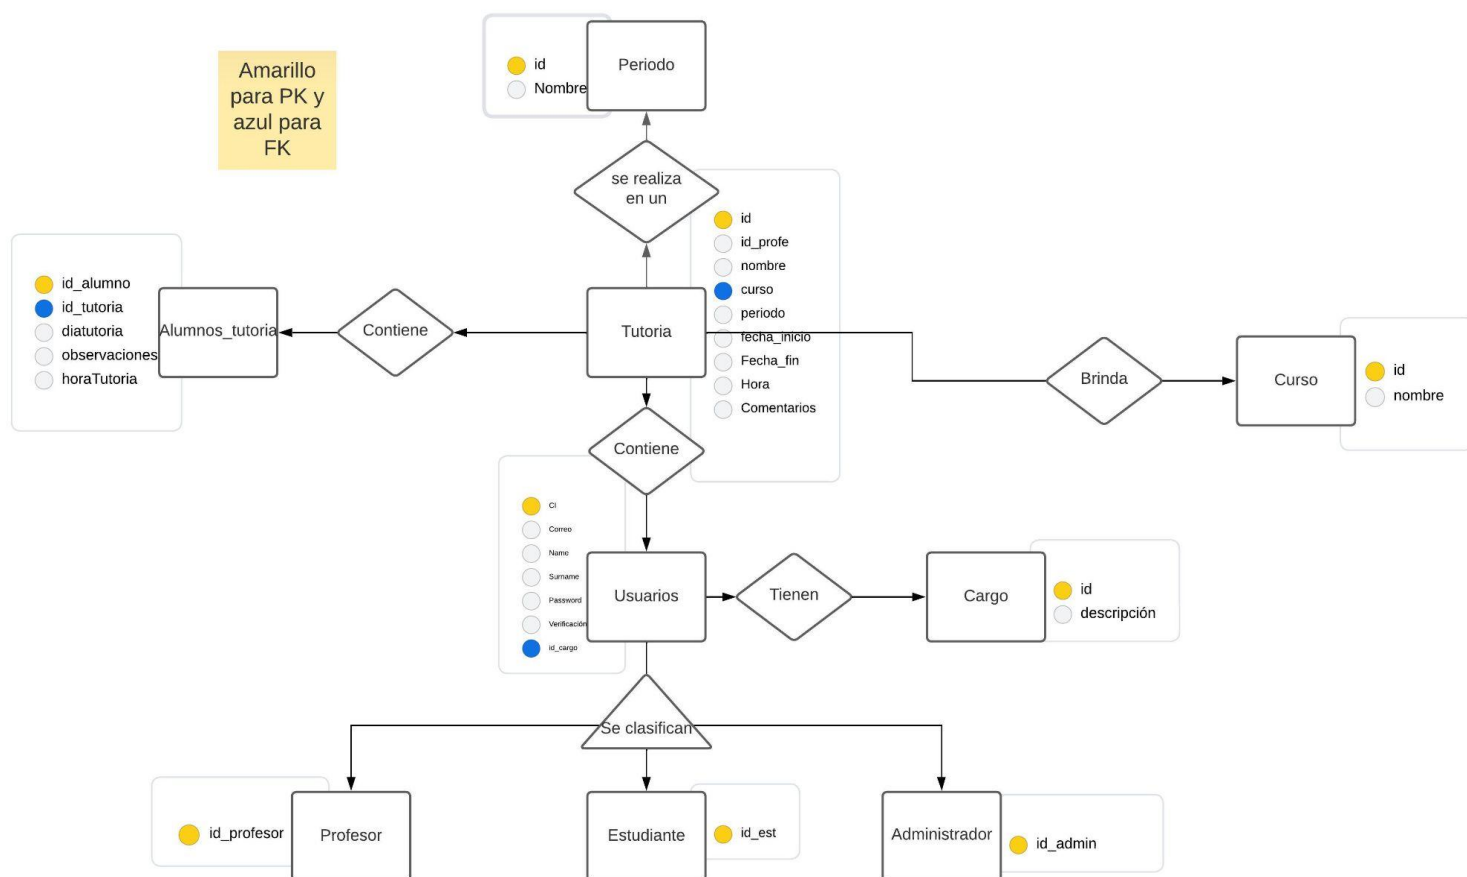 Amarillo
para PK y
azul para
FK
id
Nombre
Periodo
se realiza
en un
id
id_profe
nombre
curso
periodo
fecha_inicio
Fecha_fin
Hora
Comentarios
id_alumno
id_tutoria
diatutoria
observaciones
horaTutoria
Alumnos_tutoria
Contiene
Tutoria
Brinda
Curso
id
nombre
Contiene
CI
Correo
Name
Surname
Password
Verificación
id_cargo
Usuarios
Tienen
Cargo
id
descripción
Se clasifican
id_profesor
Profesor
Estudiante
id_est
Administrador
id_admin